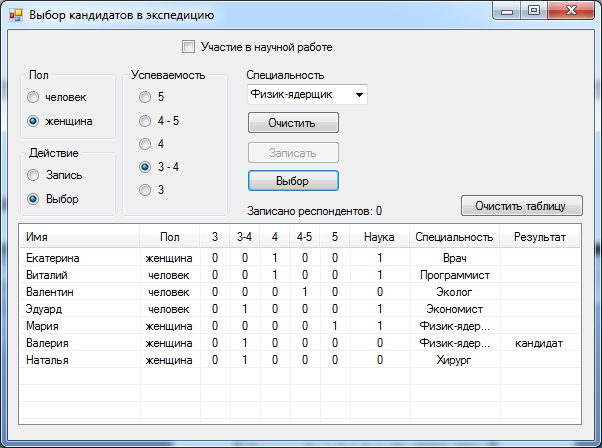 Выбор кандидатов в экспедицию
Участие в научной работе
Пол
человек
женщина
Действие
Запись
Выбор
Успеваемость
5
4 - 5
4
3 - 4
3
Специальность
Физик-ядерщик
Очистить
Записать
Выбор
Записано респондентов: 0
Очистить таблицу
Имя Пол 3 3-4 4 4-5 5 Наука Специальность Результат
Екатерина женщина 0 0 1 0 0 1 Врач
Виталий человек 0 0 1 0 0 1 Программист
Валентин человек 0 0 0 1 0 0 Эколог
Эдуард человек 0 1 0 0 0 1 Экономист
Мария женщина 0 0 0 0 1 1 Физик-ядер...
Валерия женщина 0 1 0 0 0 0 Физик-ядер... кандидат
Наталья женщина 0 1 0 0 0 0 Хирург